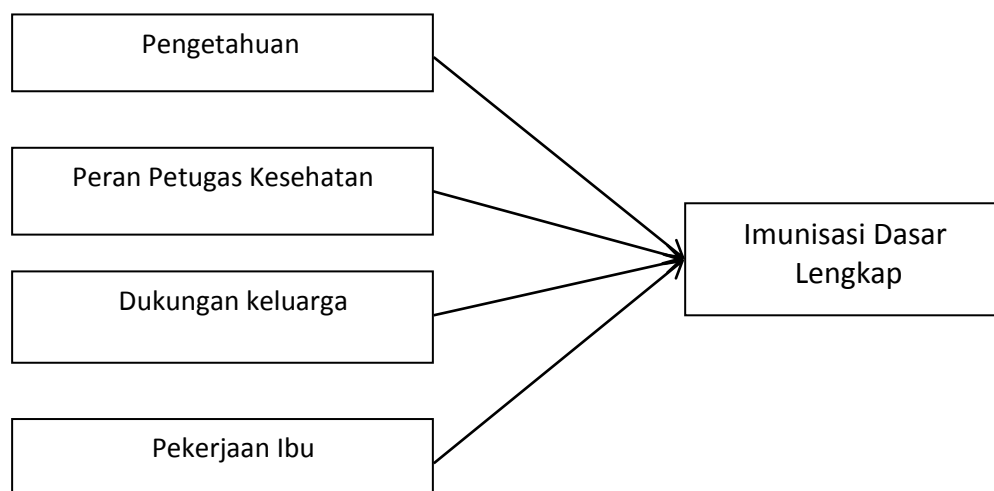 Pengetahuan
Peran Petugas Kesehatan
Dukungan keluarga
Pekerjaan Ibu
Imunisasi Dasar
Lengkap